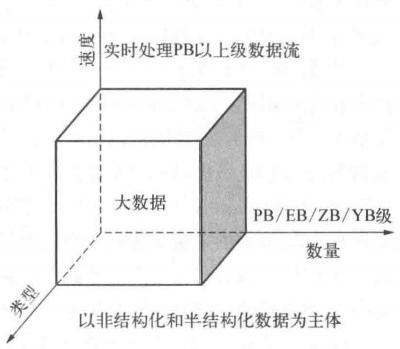 速度
实时处理PB以上级数据流
大数据
PB/EB/ZB/YB级
数量
类型
以非结构化和半结构化数据为主体